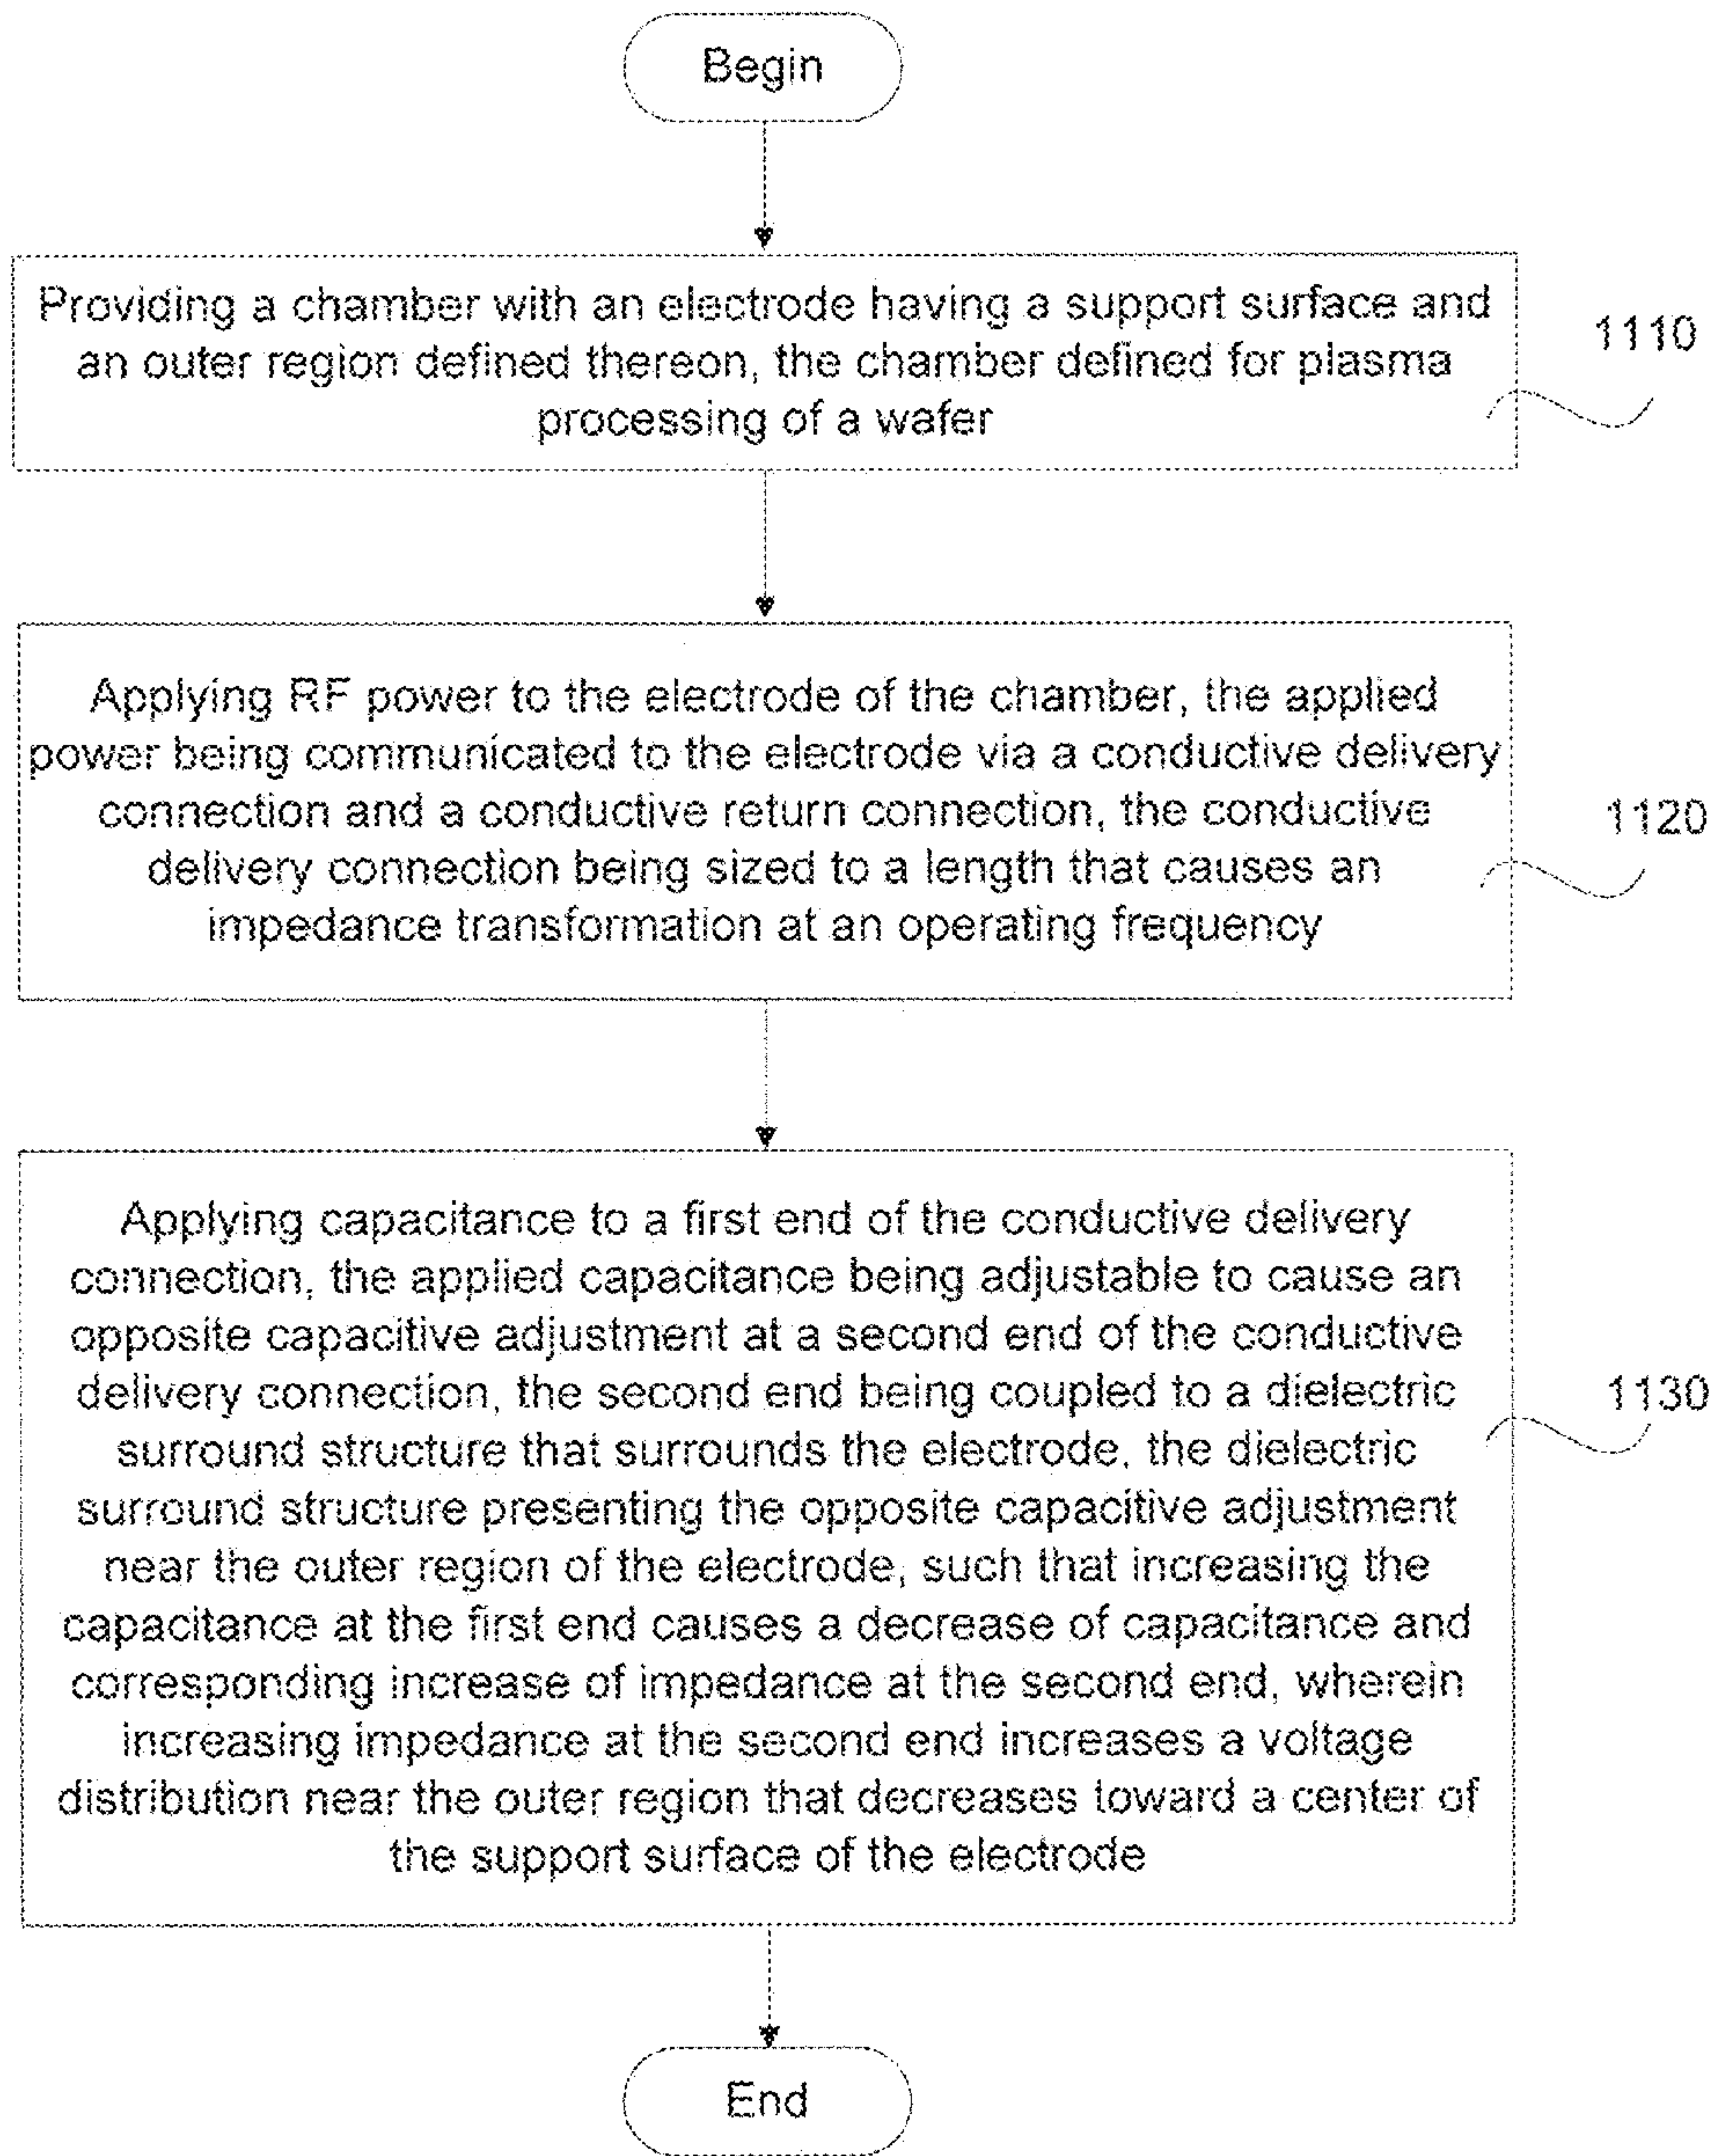 Begin
Providing a chamber with an electrode having a support surface and
an outer region defined thereon, the chamber defined for plasma
processing of a wafer
1110
Applying RF power to the electrode of the chamber, the applied
power being communicated to the electrode via a conductive delivery
connection and a conductive return connection, the conductive
delivery connection being sized to a length that causes an
impedance transformation at an operating frequency
1120
Applying capacitance to a first end of the conductive delivery
connection, the applied capacitance being adjustable to cause an
opposite capacitive adjustment at a second end of the conductive
delivery connection, the second end being coupled to a dielectric
surround structure that surrounds the electrode, the dielectric
surround structure presenting the opposite capacitive adjustment
near the outer region of the electrode, such that increasing the
capacitance at the first end causes a decrease of capacitance and
corresponding increase of impedance at the second end, wherein
increasing impedance at the second end increases a voltage
distribution near the outer region that decreases toward a center of
the support surface of the electrode
1130
End